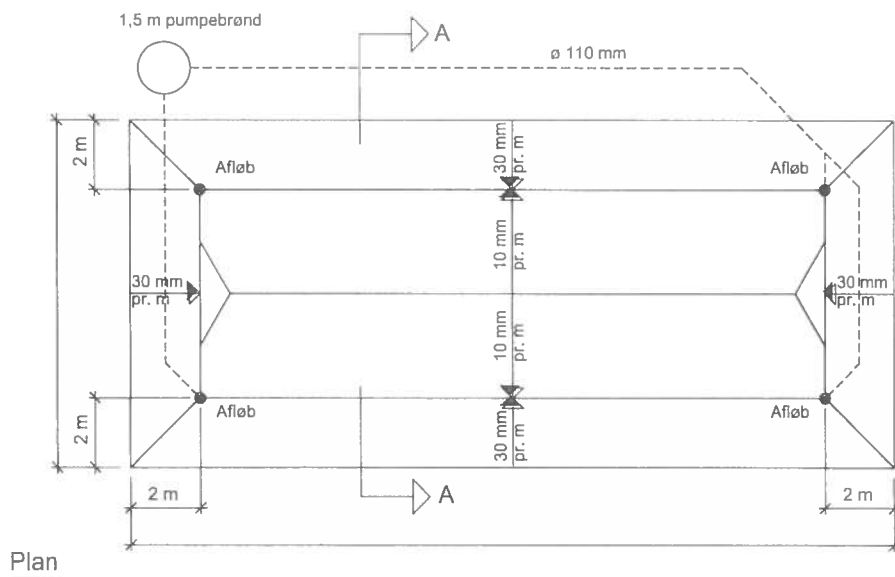 1,5 m pumpebrønd
A
ø 110 mm
2 m
Afløb
30 mm
pr. m
Afløb
10 mm
pr. m
30 mm
pr. m
30 mm
pr. m
10 mm
pr. m
2 m
Afløb
30 mm
pr. m
Afløb
2 m
A
2 m
Plan